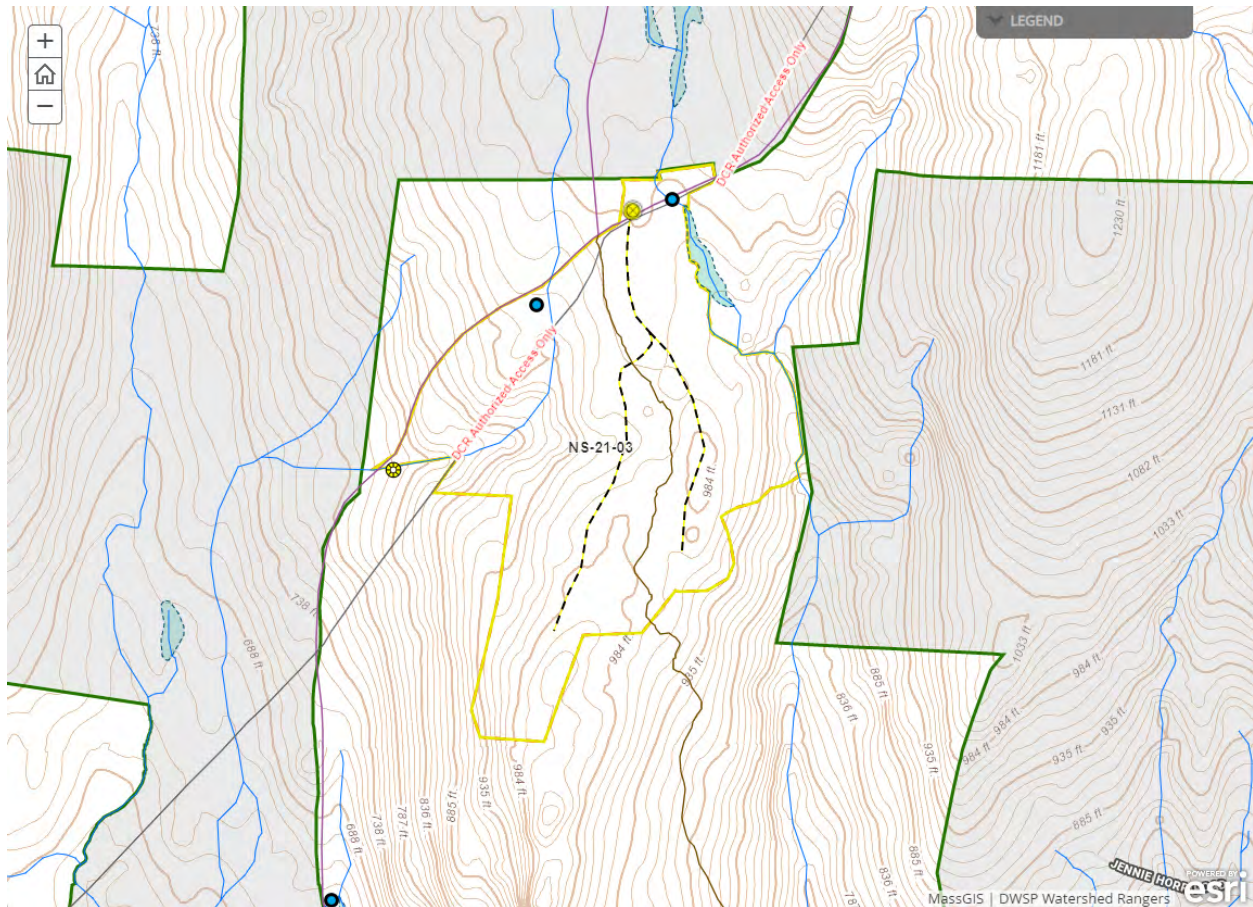 738 ft
+
−
LEGEND
DCR Authorized Access Only
1181 ft
1230 ft
1181 ft
1131 ft
1082 ft
1033 ft
DCR Authorized Access Only
NS-21-03
984 ft
738 ft
688 ft
984 ft
935 ft
1033 ft
984 ft
984 ft
935 ft
935 ft
885 ft
836 ft
935 ft
984 ft
935 ft
885 ft
836 ft
787 ft
738 ft
688 ft
885 ft
JENNIE HOR
POWERED BY
esri
MassGIS | DWSP Watershed Rangers